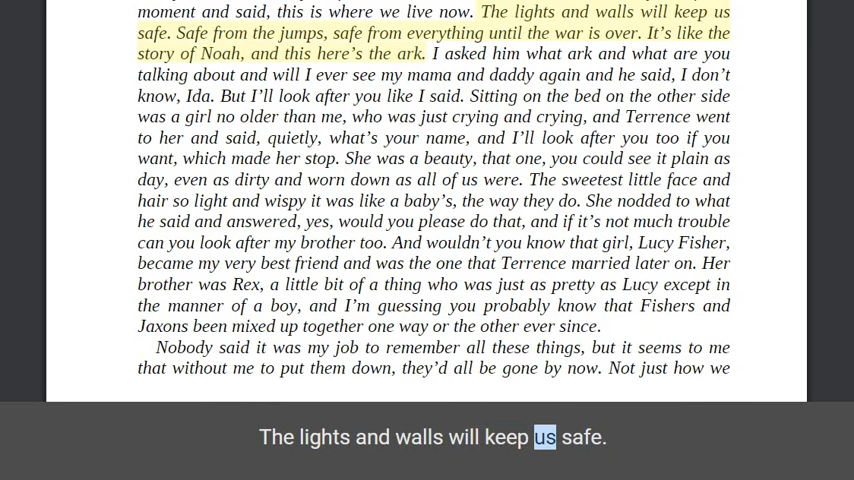 moment and said, this is where we live now. The lights and walls will keep us
safe. Safe from the jumps, safe from everything until the war is over. It’s like the
story of Noah, and this here’s the ark. I asked him what ark and what are you
talking about and will I ever see my mama and daddy again and he said, I don’t
know, Ida. But I’ll look after you like I said. Sitting on the bed on the other side
was a girl no older than me, who was just crying and crying, and Terrence went
to her and said, quietly, what’s your name, and I’ll look after you too if you
want, which made her stop. She was a beauty, that one, you could see it plain as
day, even as dirty and worn down as all of us were. The sweetest little face and
hair so light and wispy it was like a baby’s, the way they do. She nodded to what
he said and answered, yes, would you please do that, and if it’s not much trouble
can you look after my brother too. And wouldn’t you know that girl, Lucy Fisher,
became my very best friend and was the one that Terrence married later on. Her
brother was Rex, a little bit of a thing who was just as pretty as Lucy except in
the manner of a boy, and I’m guessing you probably know that Fishers and
Jaxons been mixed up together one way or the other ever since.
Nobody said it was my job to remember all these things, but it seems to me
that without me to put them down, they’d all be gone by now. Not just how we
The lights and walls will keep us safe.